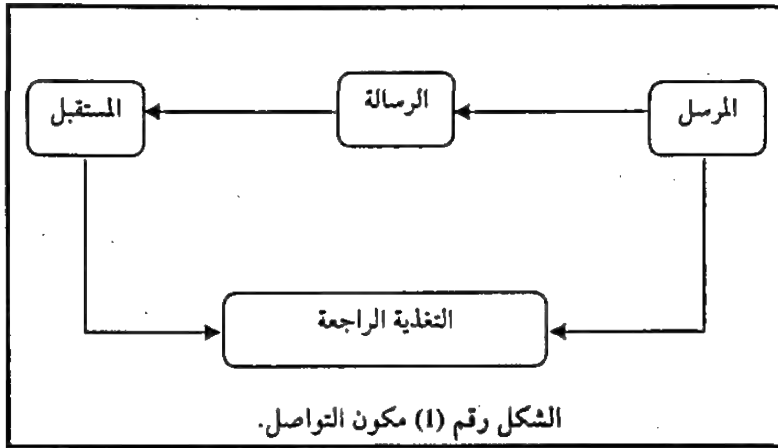 المرسل
الرسالة
المستقبل
التغذية الراجعة
الشكل رقم (1) مكون التواصل.